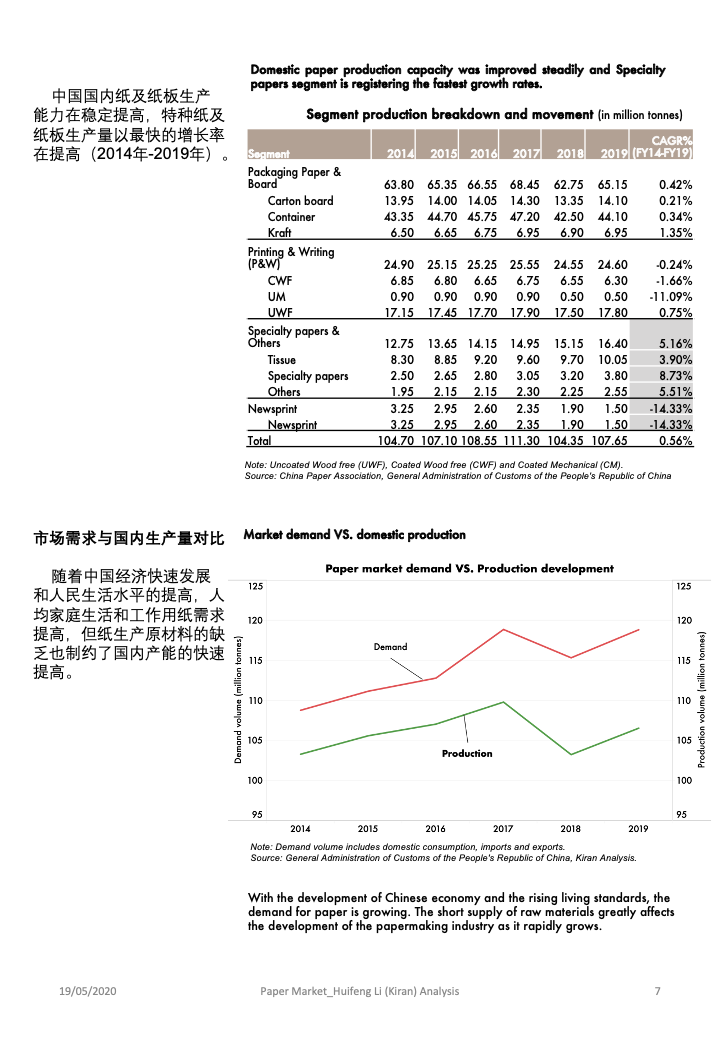 Domestic paper production capacity was improved steadily and Specialty
papers segment is registering the fastest growth rates.
中国国内纸及纸板生产
能力在稳定提高，特种纸及
纸板生产量以最快的增长率
在提高（2014年-2019年）。
Segment production breakdown and movement (in million tonnes)
Segment 2014 2015 2016 2017 2018 2019 CAGR% (FY14-FY19)
Packaging Paper &
Board 63.80 65.35 66.55 68.45 62.75 65.15 0.42%
Carton board 13.95 14.00 14.05 14.30 13.35 14.10 0.21%
Container 43.35 44.70 45.75 47.20 42.50 44.10 0.34%
Kraft 6.50 6.65 6.75 6.95 6.90 6.95 1.35%
Printing & Writing
(P&W) 24.90 25.15 25.25 25.55 24.55 24.60 -0.24%
CWF 6.85 6.80 6.65 6.75 6.55 6.30 -1.66%
UM 0.90 0.90 0.90 0.90 0.50 0.50 -11.09%
UWF 17.15 17.45 17.70 17.90 17.50 17.80 0.75%
Specialty papers &
Others 12.75 13.65 14.15 14.95 15.15 16.40 5.16%
Tissue 8.30 8.85 9.20 9.60 9.70 10.05 3.90%
Specialty papers 2.50 2.65 2.80 3.05 3.20 3.80 8.73%
Others 1.95 2.15 2.15 2.30 2.25 2.55 5.51%
Newsprint 3.25 2.95 2.60 2.35 1.90 1.50 -14.33%
Newsprint 3.25 2.95 2.60 2.35 1.90 1.50 -14.33%
Total 104.70 107.10 108.55 111.30 104.35 107.65 0.56%
Note: Uncoated Wood free (UWF), Coated Wood free (CWF) and Coated Mechanical (CM).
Source: China Paper Association, General Administration of Customs of the People's Republic of China
市场需求与国内生产量对比
随着中国经济快速发展
和人民生活水平的提高，人
均家庭生活和工作用纸需求
提高，但纸生产原材料的缺
乏也制约了国内产能的快速
提高。
Market demand VS. domestic production
Paper market demand VS. Production development
125 125
120 120
115 115
110 110
105 105
100 100
95 95
Demand volume (million tonnes)
Production volume (million tonnes)
Demand
Production
2014 2015 2016 2017 2018 2019
Note: Demand volume includes domestic consumption, imports and exports.
Source: General Administration of Customs of the People's Republic of China, Kiran Analysis.
With the development of Chinese economy and the rising living standards, the
demand for paper is growing. The short supply of raw materials greatly affects
the development of the papermaking industry as it rapidly grows.
19/05/2020 Paper Market_Huifeng Li (Kiran) Analysis 7